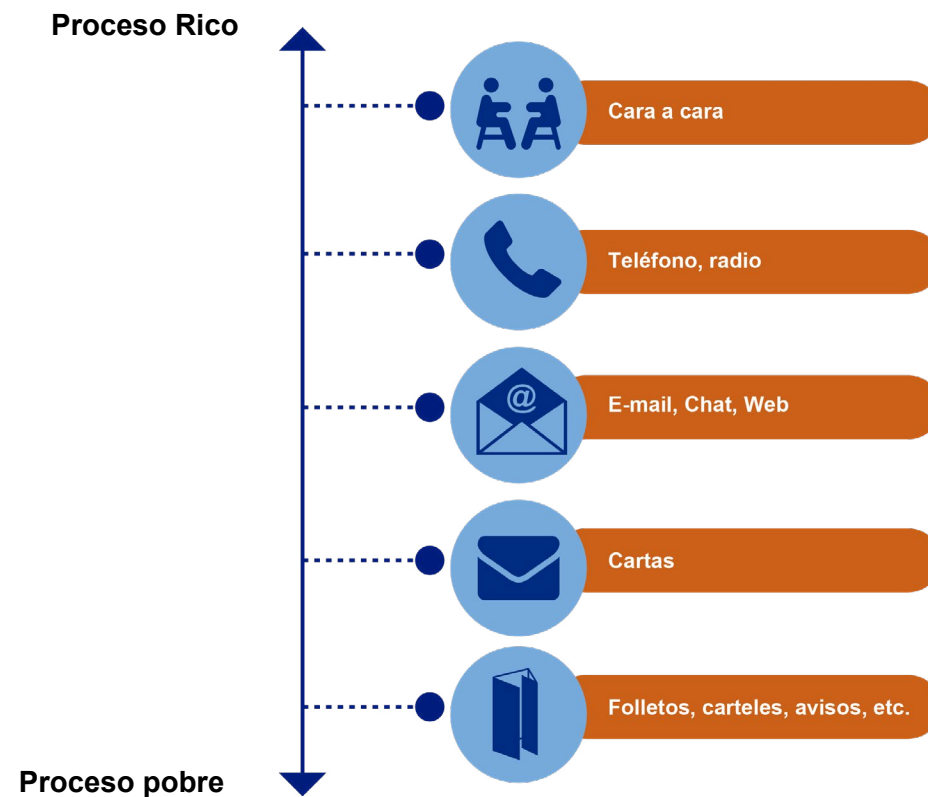 Proceso Rico
Cara a cara
Teléfono, radio
@
E-mail, Chat, Web
Cartas
Folletos, carteles, avisos, etc.
Proceso pobre